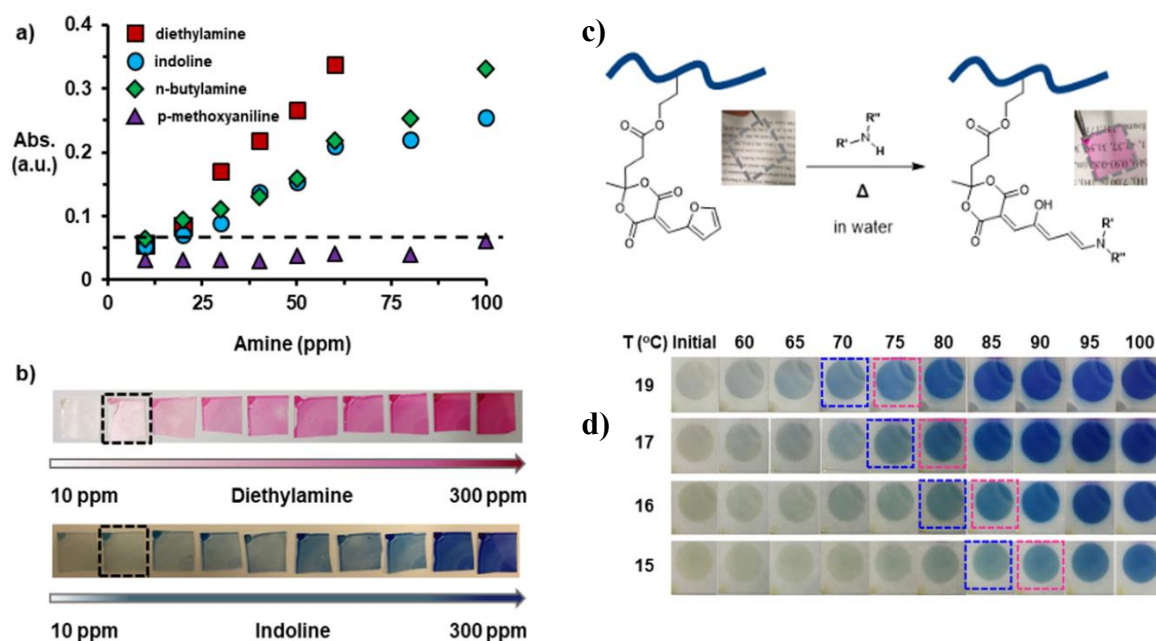 a)
0.4
0.3
0.2
0.1
0
Abs.
(a.u.)
diethylamine
indoline
n-butylamine
p-methoxyaniline
0 25 50 75 100
Amine (ppm)
b)
10 ppm Diethylamine 300 ppm
10 ppm Indoline 300 ppm
c)
O
O
O O
O O
O
R"
R' N
H
Δ
in water
O
O
O O
O O
OH
R'
N
R"
d)
T (°C) Initial 60 65 70 75 80 85 90 95 100
19
17
16
15